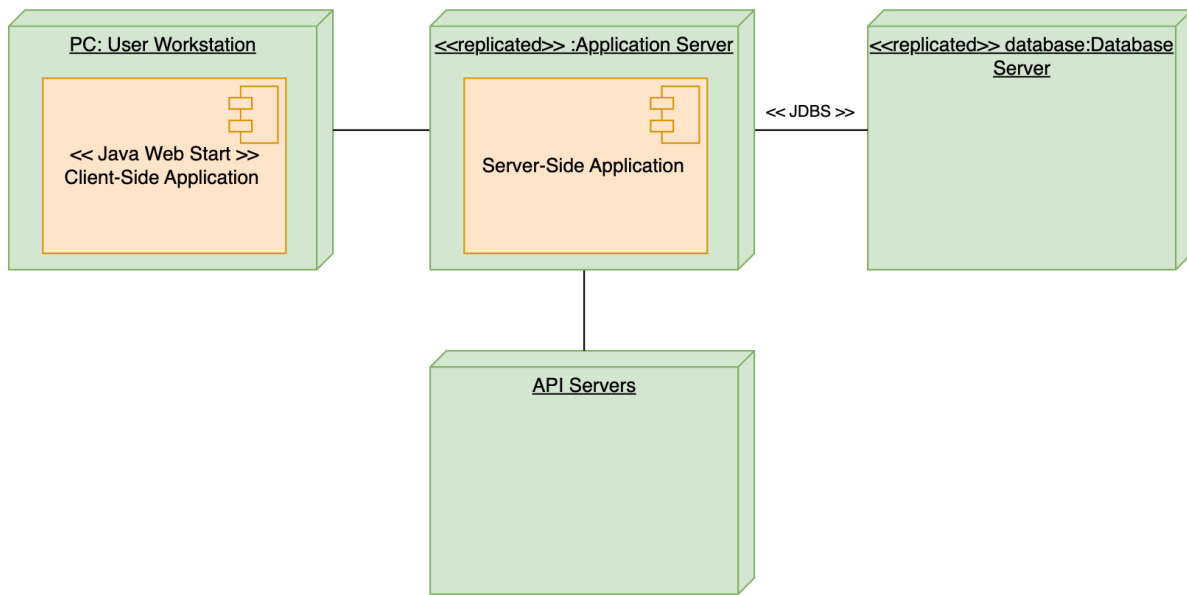 PC: User Workstation
<<replicated>> :Application Server
<<replicated>> database:Database
Server
<< JDBS >>
<< Java Web Start >>
Client-Side Application
Server-Side Application
API Servers